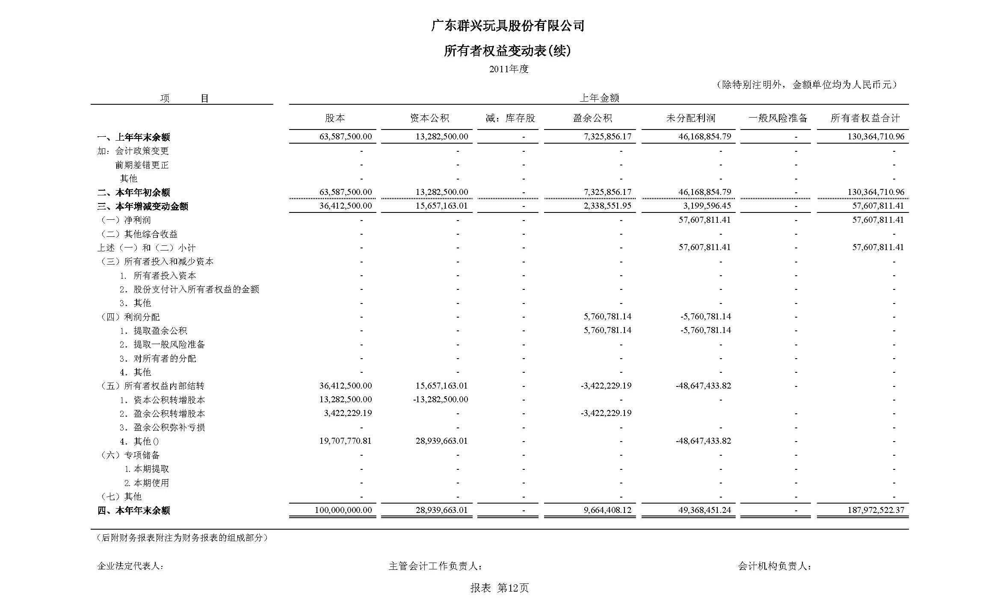 广东群兴玩具股份有限公司
所有者权益变动表(续)
2011年度
（除特别注明外，金额单位均为人民币元）
项 目 上年金额
股本 资本公积 减：库存股 盈余公积 未分配利润 一般风险准备 所有者权益合计
一、上年年末余额 63,587,500.00 13,282,500.00 - 7,325,856.17 46,168,854.79 - 130,364,710.96
加：会计政策变更 - - - - - - -
前期差错更正 - - - - - - -
其他 - - - - - - -
二、本年年初余额 63,587,500.00 13,282,500.00 - 7,325,856.17 46,168,854.79 - 130,364,710.96
三、本年增减变动金额 36,412,500.00 15,657,163.01 - 2,338,551.95 3,199,596.45 - 57,607,811.41
（一）净利润 - - - - 57,607,811.41 - 57,607,811.41
（二）其他综合收益 - - - - - - -
上述（一）和（二）小计 - - - - 57,607,811.41 - 57,607,811.41
（三）所有者投入和减少资本 - - - - - - -
1. 所有者投入资本 - - - - - - -
2．股份支付计入所有者权益的金额 - - - - - - -
3．其他 - - - - - - -
（四）利润分配 - - - 5,760,781.14 -5,760,781.14 - -
1．提取盈余公积 - - - 5,760,781.14 -5,760,781.14 - -
2．提取一般风险准备 - - - - - - -
3．对所有者的分配 - - - - - - -
4．其他 - - - - - - -
（五）所有者权益内部结转 36,412,500.00 15,657,163.01 - -3,422,229.19 -48,647,433.82 - -
1．资本公积转增股本 13,282,500.00 -13,282,500.00 - - - -
2．盈余公积转增股本 3,422,229.19 - - -3,422,229.19 - -
3．盈余公积弥补亏损 - - - - - - -
4．其他() 19,707,770.81 28,939,663.01 - - -48,647,433.82 - -
（六）专项储备 - - - - - - -
1.本期提取 - - - - - - -
2.本期使用 - - - - - - -
（七）其他 - - - - - - -
四、本年年末余额 100,000,000.00 28,939,663.01 - 9,664,408.12 49,368,451.24 - 187,972,522.37
（后附财务报表附注为财务报表的组成部分）
企业法定代表人： 主管会计工作负责人： 会计机构负责人：
报表 第12页